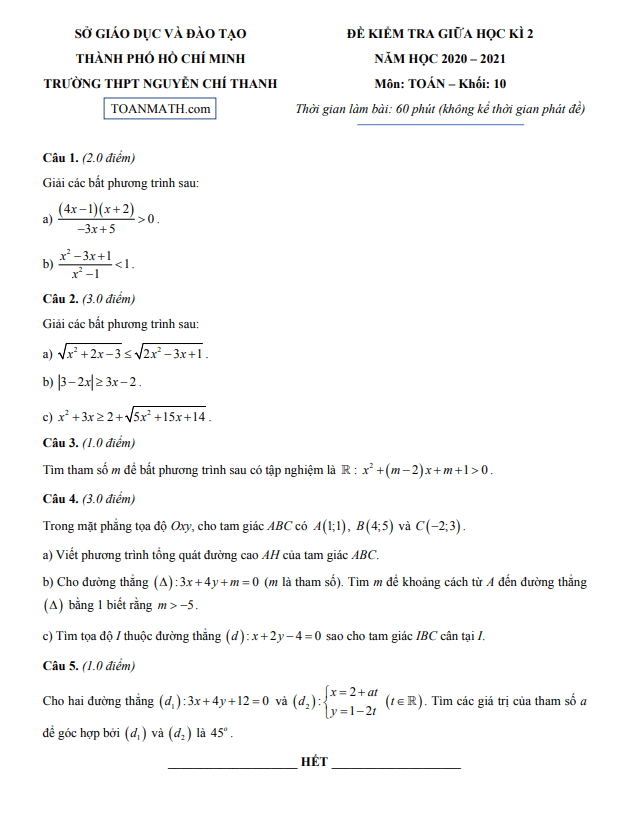 SỞ GIÁO DỤC VÀ ĐÀO TẠO
THÀNH PHỐ HỒ CHÍ MINH
TRƯỜNG THPT NGUYỄN CHÍ THANH
TOANMATH.com
ĐỀ KIỂM TRA GIỮA HỌC KÌ 2
NĂM HỌC 2020 – 2021
Môn: TOÁN – Khối: 10
Thời gian làm bài: 60 phút (không kể thời gian phát đề)
Câu 1. (2.0 điểm)
Giải các bất phương trình sau:
a) \frac{(4x-1)(x+2)}{-3x+5} > 0.
b) \frac{x^2-3x+1}{x^2-1} < 1.
Câu 2. (3.0 điểm)
Giải các bất phương trình sau:
a) \sqrt{x^2+2x-3} ≤ \sqrt{2x^2-3x+1}.
b) |3-2x| ≥ 3x-2.
c) x^2+3x ≥ 2+\sqrt{5x^2+15x+14}.
Câu 3. (1.0 điểm)
Tìm tham số m để bất phương trình sau có tập nghiệm là ℝ: x^2+(m-2)x+m+1>0.
Câu 4. (3.0 điểm)
Trong mặt phẳng tọa độ Oxy, cho tam giác ABC có A(1;1), B(4;5) và C(-2;3).
a) Viết phương trình tổng quát đường cao AH của tam giác ABC.
b) Cho đường thẳng (Δ): 3x+4y+m=0 (m là tham số). Tìm m để khoảng cách từ A đến đường thẳng
(Δ) bằng 1 biết rằng m > -5.
c) Tìm tọa độ I thuộc đường thẳng (d): x+2y-4=0 sao cho tam giác IBC cân tại I.
Câu 5. (1.0 điểm)
Cho hai đường thẳng (d_1): 3x+4y+12=0 và (d_2): \begin{cases} x=2+at \\ y=1-2t \end{cases} (t∈ℝ). Tìm các giá trị của tham số a
để góc hợp bởi (d_1) và (d_2) là 45°.
HẾT